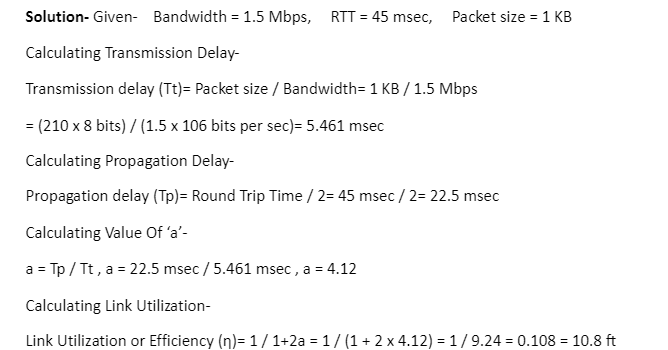 Solution- Given- Bandwidth = 1.5 Mbps, RTT = 45 msec, Packet size = 1 KB
Calculating Transmission Delay-
Transmission delay (Tt)= Packet size / Bandwidth= 1 KB / 1.5 Mbps
= (210 x 8 bits) / (1.5 x 106 bits per sec)= 5.461 msec
Calculating Propagation Delay-
Propagation delay (Tp)= Round Trip Time / 2= 45 msec / 2= 22.5 msec
Calculating Value Of ‘a’-
a = Tp / Tt , a = 22.5 msec / 5.461 msec , a = 4.12
Calculating Link Utilization-
Link Utilization or Efficiency (η)= 1 / 1+2a = 1 / (1 + 2 x 4.12) = 1 / 9.24 = 0.108 = 10.8 ft